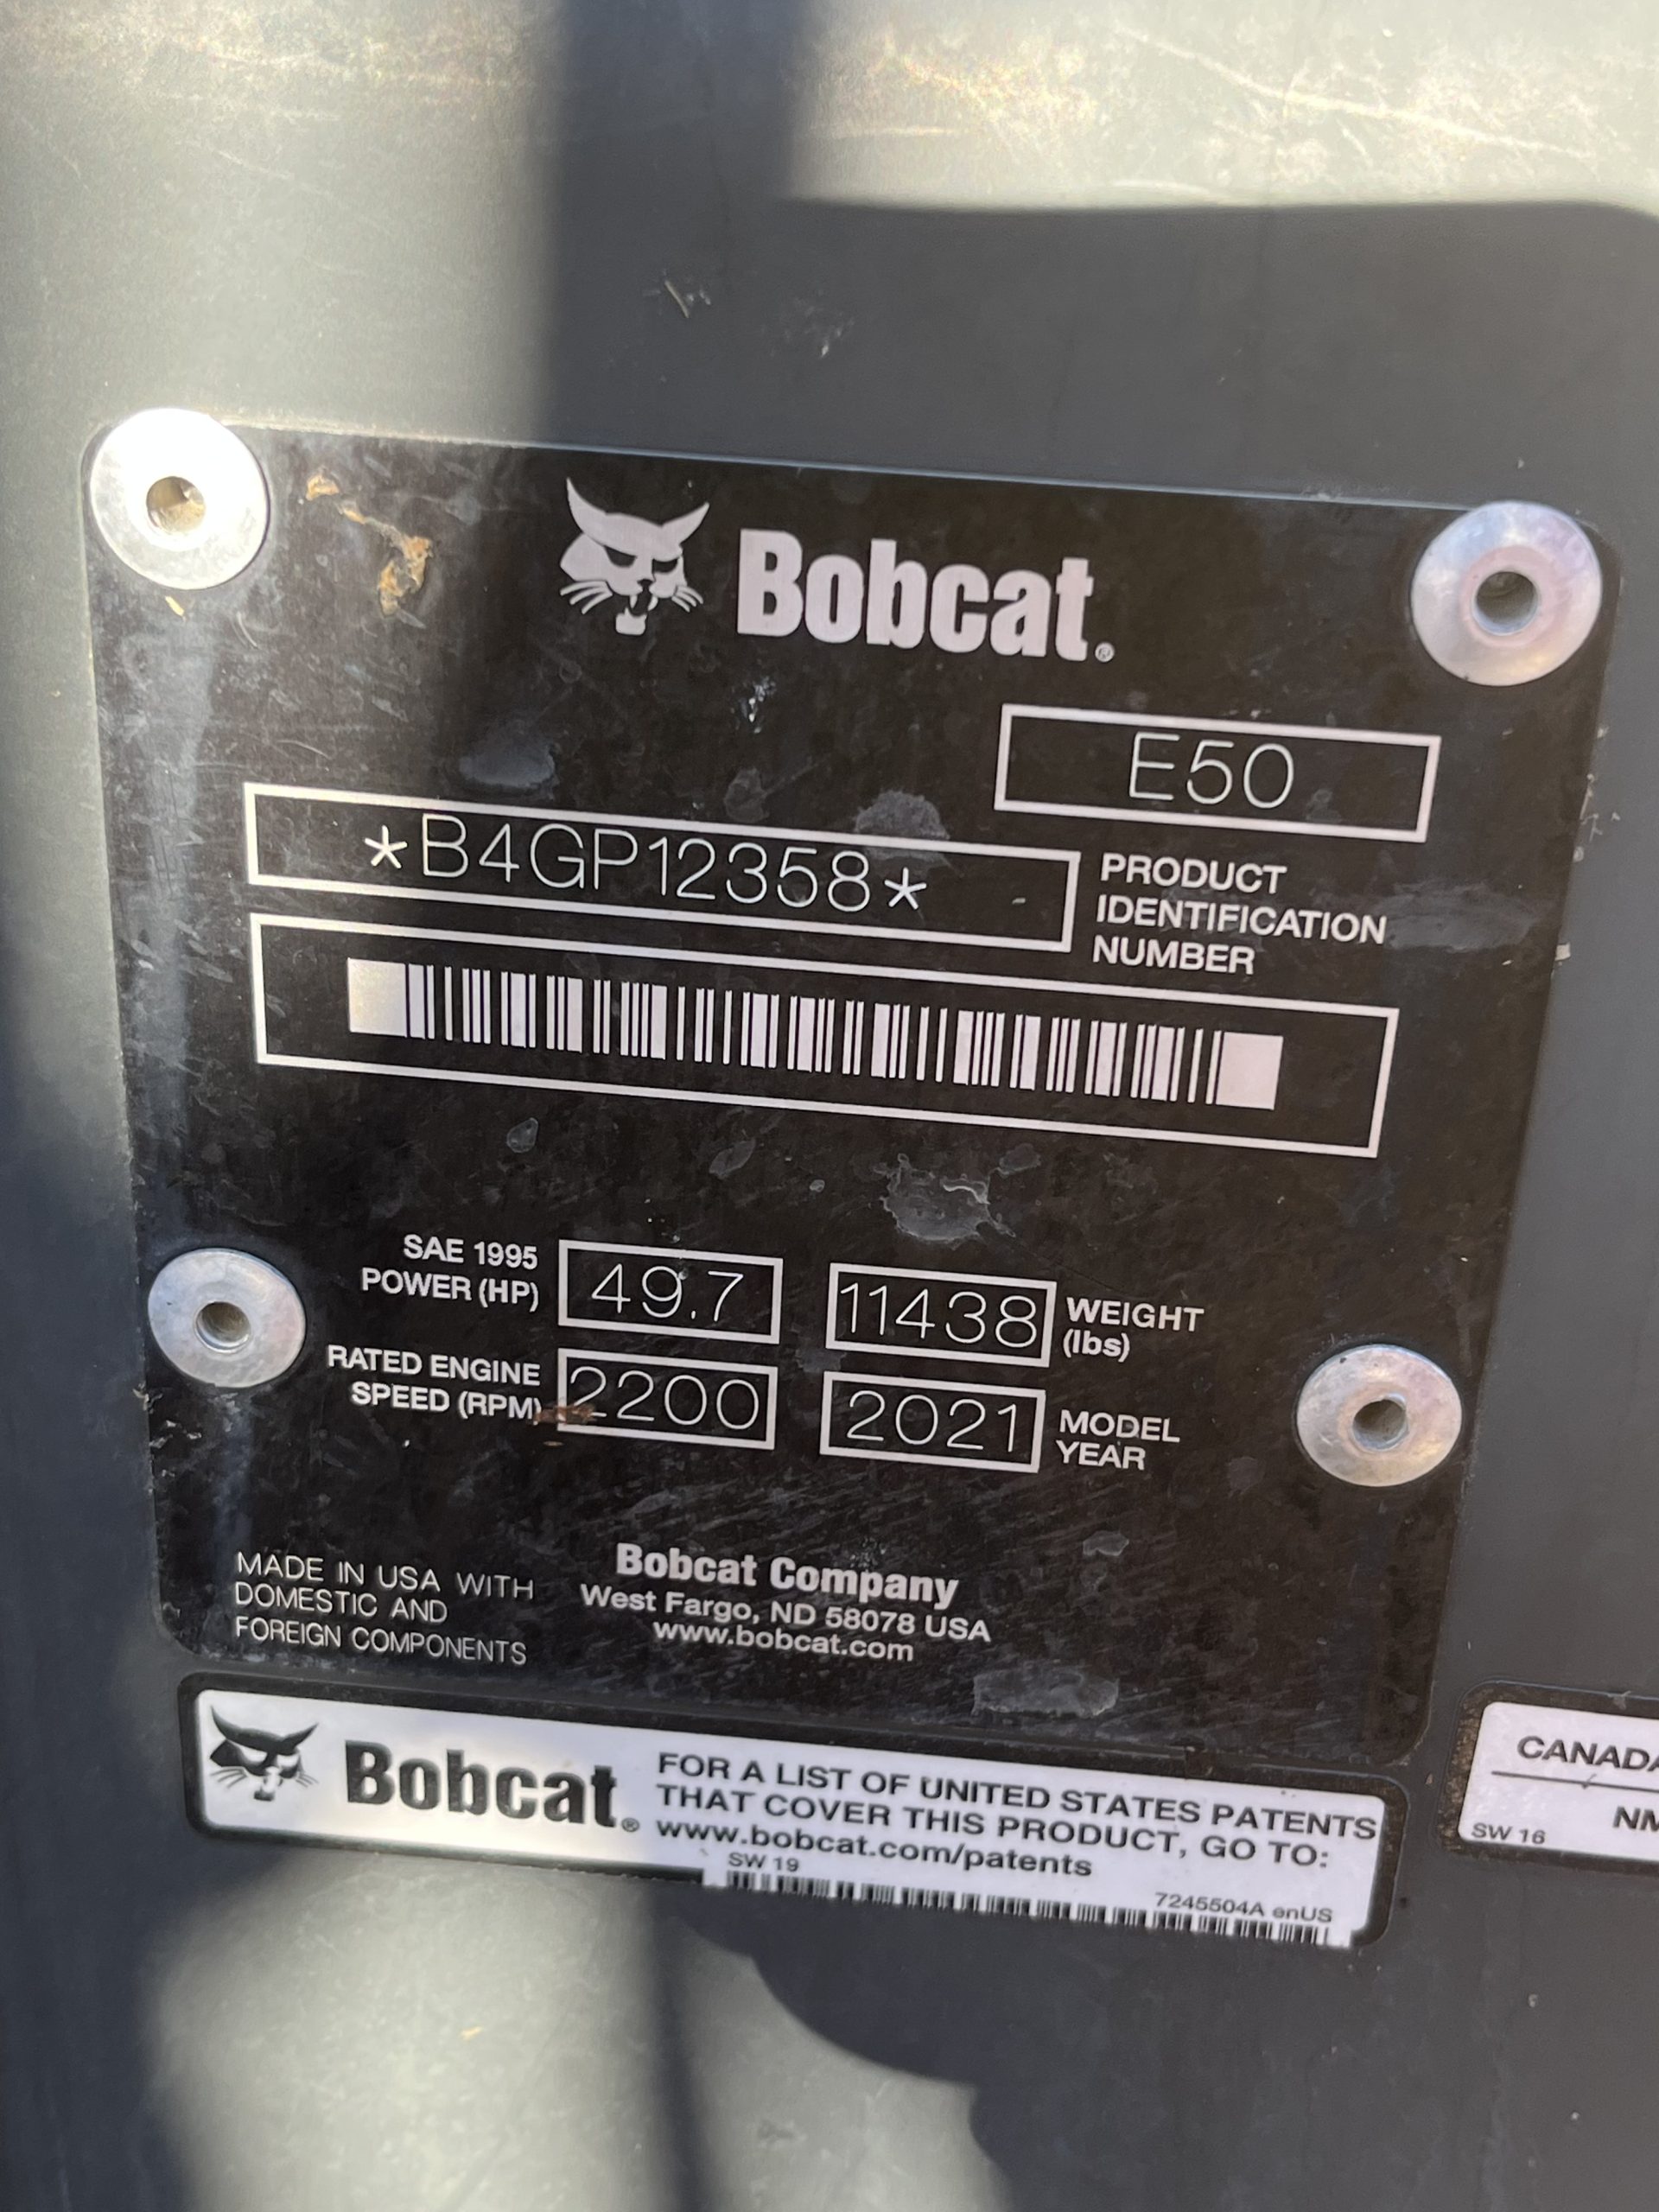 Bobcat®
E50
*B4GP12358*
PRODUCT
IDENTIFICATION
NUMBER
SAE 1995
POWER (HP)
49.7
11438
WEIGHT
(lbs)
RATED ENGINE
SPEED (RPM)
2200
2021
MODEL
YEAR
MADE IN USA WITH
DOMESTIC AND
FOREIGN COMPONENTS
Bobcat Company
West Fargo, ND 58078 USA
www.bobcat.com
Bobcat®
FOR A LIST OF UNITED STATES PATENTS
THAT COVER THIS PRODUCT, GO TO:
www.bobcat.com/patents
SW 19
7245504A enUS
CANADA
NM
SW 16